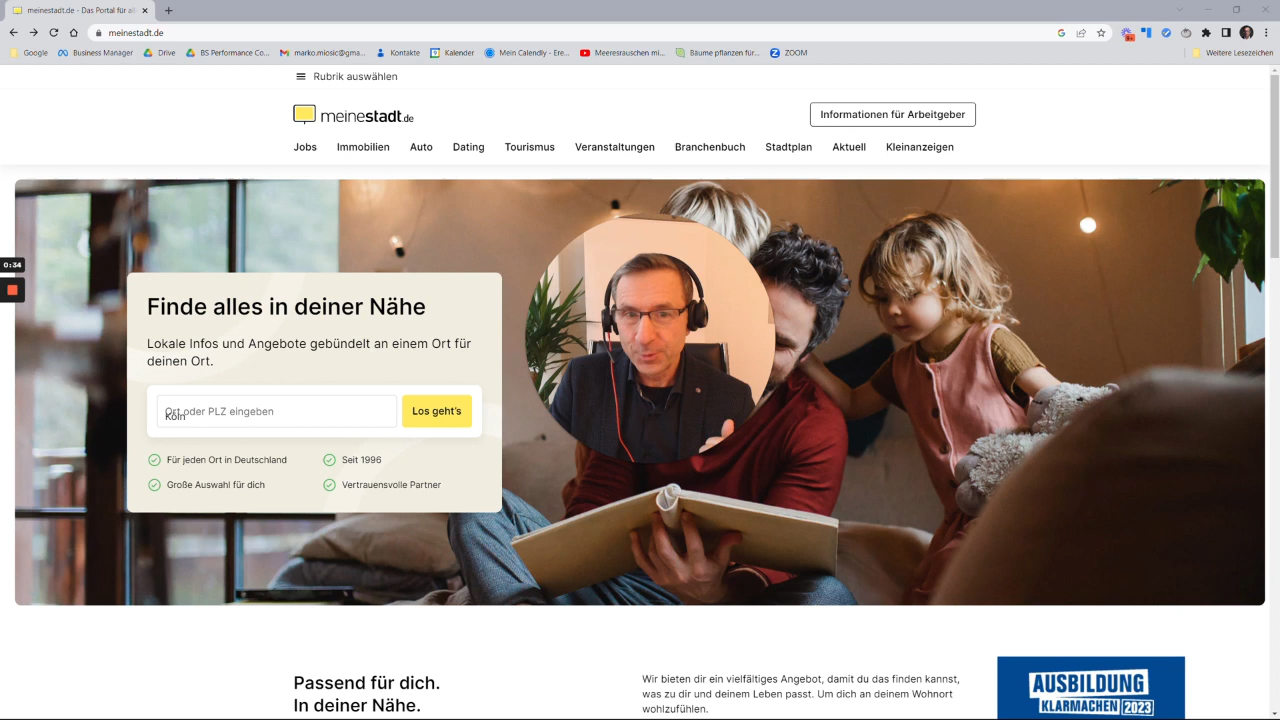 meinestadt.de - Das Portal für all
meinestadt.de
Google
Business Manager
Drive
BS Performance Co...
marko.miosic@gma...
Kontakte
Kalender
Mein Calendly - Ere...
Meeresrauschen mi...
Bäume pflanzen für...
ZOOM
Weitere Lesezeichen
Rubrik auswählen
meinestadt.de
Informationen für Arbeitgeber
Jobs Immobilien Auto Dating Tourismus Veranstaltungen Branchenbuch Stadtplan Aktuell Kleinanzeigen
0:34
Finde alles in deiner Nähe
Lokale Infos und Angebote gebündelt an einem Ort für
deinen Ort.
Ort oder PLZ eingeben
Köln
Los geht's
Für jeden Ort in Deutschland
Seit 1996
Große Auswahl für dich
Vertrauensvolle Partner
Passend für dich.
In deiner Nähe.
Wir bieten dir ein vielfältiges Angebot, damit du das finden kannst,
was zu dir und deinem Leben passt. Um dich an deinem Wohnort
wohlzufühlen.
AUSBILDUNG
KLARMACHEN 2023